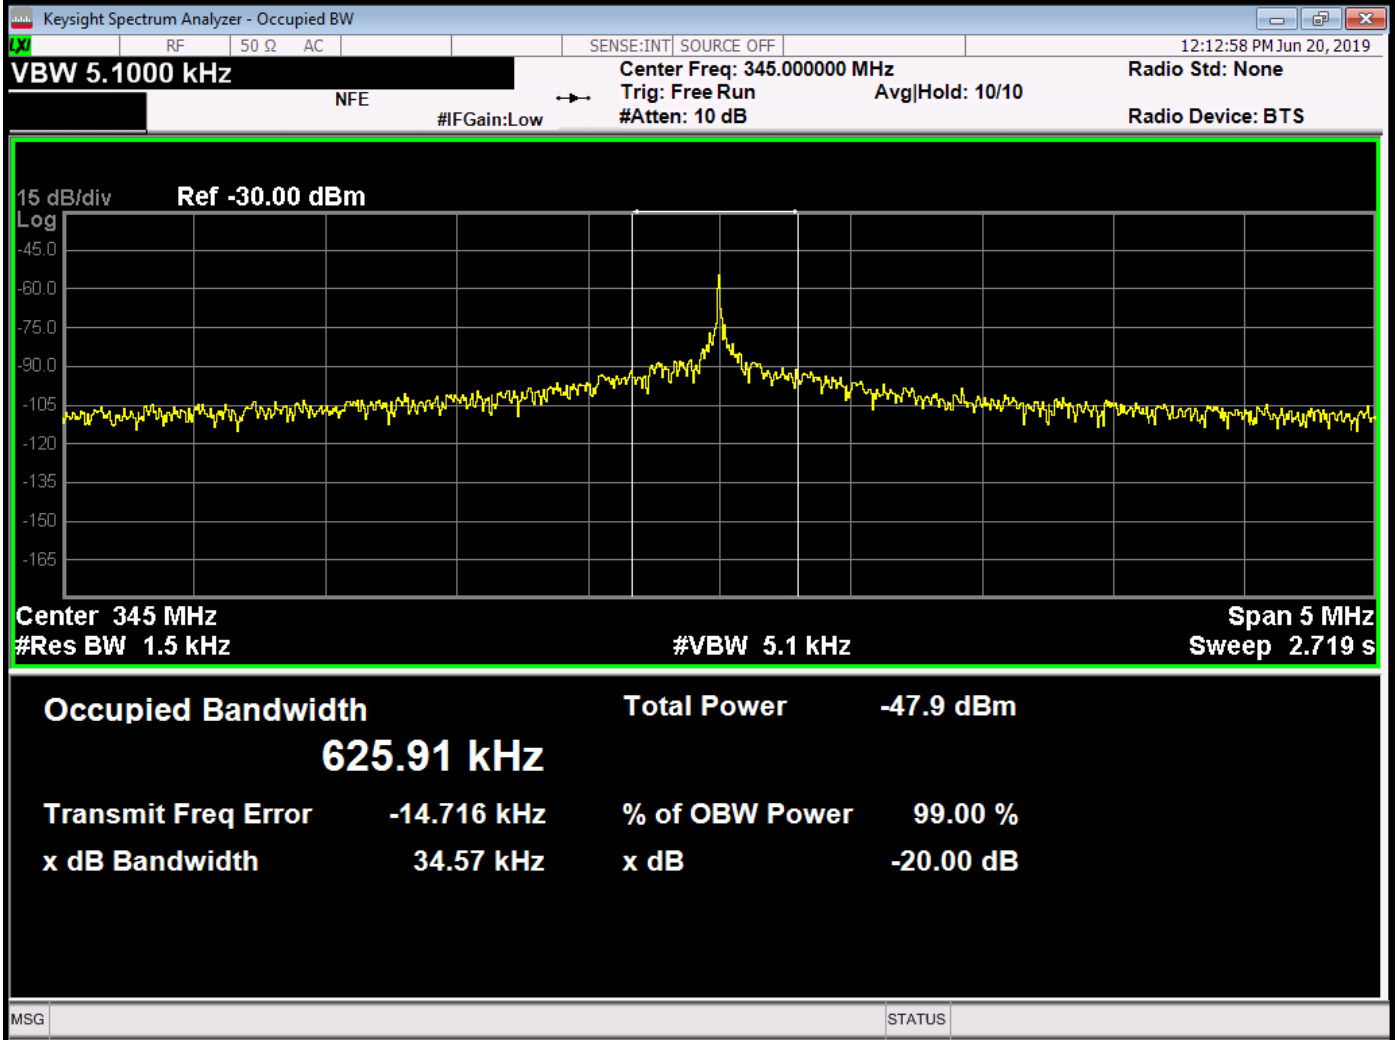 Keysight Spectrum Analyzer - Occupied BW
LXI RF 50 Ω AC SENSE:INT SOURCE OFF 12:12:58 PM Jun 20, 2019
VBW 5.1000 kHz
NFE
#IFGain:Low
Center Freq: 345.000000 MHz
Trig: Free Run Avg|Hold: 10/10
#Atten: 10 dB
Radio Std: None
Radio Device: BTS
15 dB/div Ref -30.00 dBm
Log
-45.0
-60.0
-75.0
-90.0
-105
-120
-135
-150
-165
Center 345 MHz Span 5 MHz
#Res BW 1.5 kHz #VBW 5.1 kHz Sweep 2.719 s
Occupied Bandwidth Total Power -47.9 dBm
625.91 kHz
Transmit Freq Error -14.716 kHz % of OBW Power 99.00 %
x dB Bandwidth 34.57 kHz x dB -20.00 dB
MSG STATUS